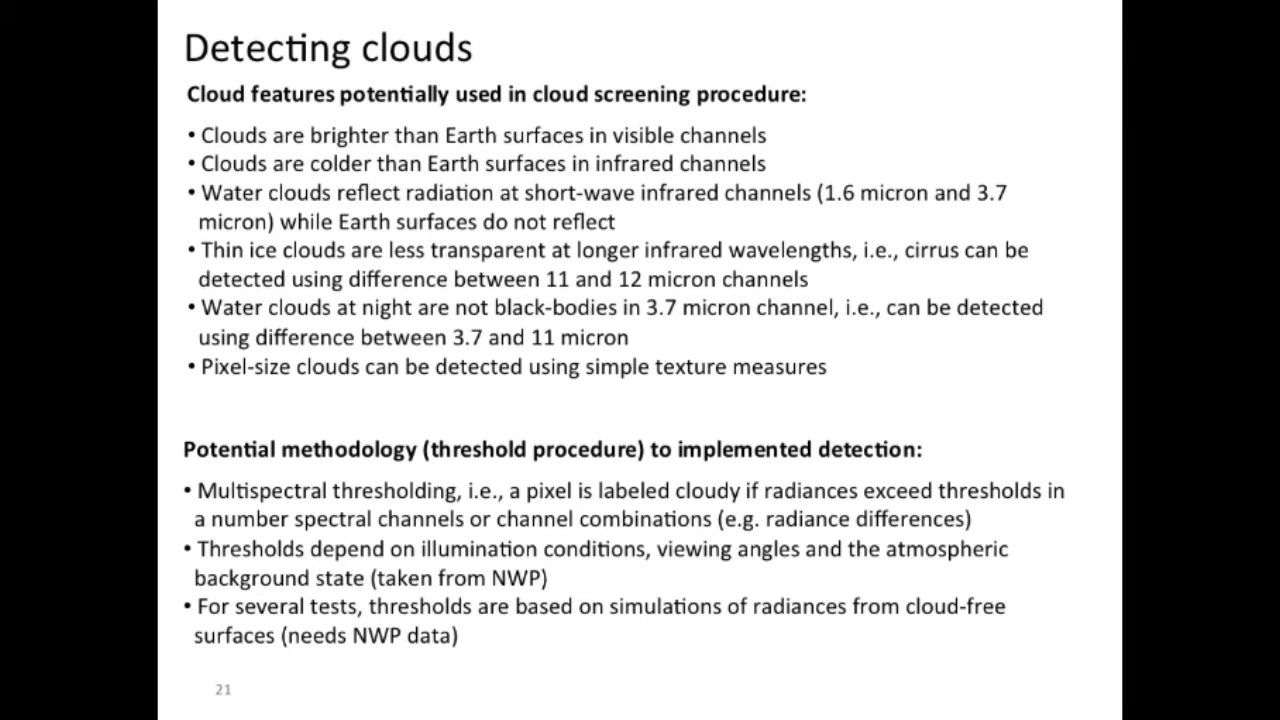 Detecting clouds
Cloud features potentially used in cloud screening procedure:
• Clouds are brighter than Earth surfaces in visible channels
• Clouds are colder than Earth surfaces in infrared channels
• Water clouds reflect radiation at short-wave infrared channels (1.6 micron and 3.7
micron) while Earth surfaces do not reflect
• Thin ice clouds are less transparent at longer infrared wavelengths, i.e., cirrus can be
detected using difference between 11 and 12 micron channels
• Water clouds at night are not black-bodies in 3.7 micron channel, i.e., can be detected
using difference between 3.7 and 11 micron
• Pixel-size clouds can be detected using simple texture measures
Potential methodology (threshold procedure) to implemented detection:
• Multispectral thresholding, i.e., a pixel is labeled cloudy if radiances exceed thresholds in
a number spectral channels or channel combinations (e.g. radiance differences)
• Thresholds depend on illumination conditions, viewing angles and the atmospheric
background state (taken from NWP)
• For several tests, thresholds are based on simulations of radiances from cloud-free
surfaces (needs NWP data)
21